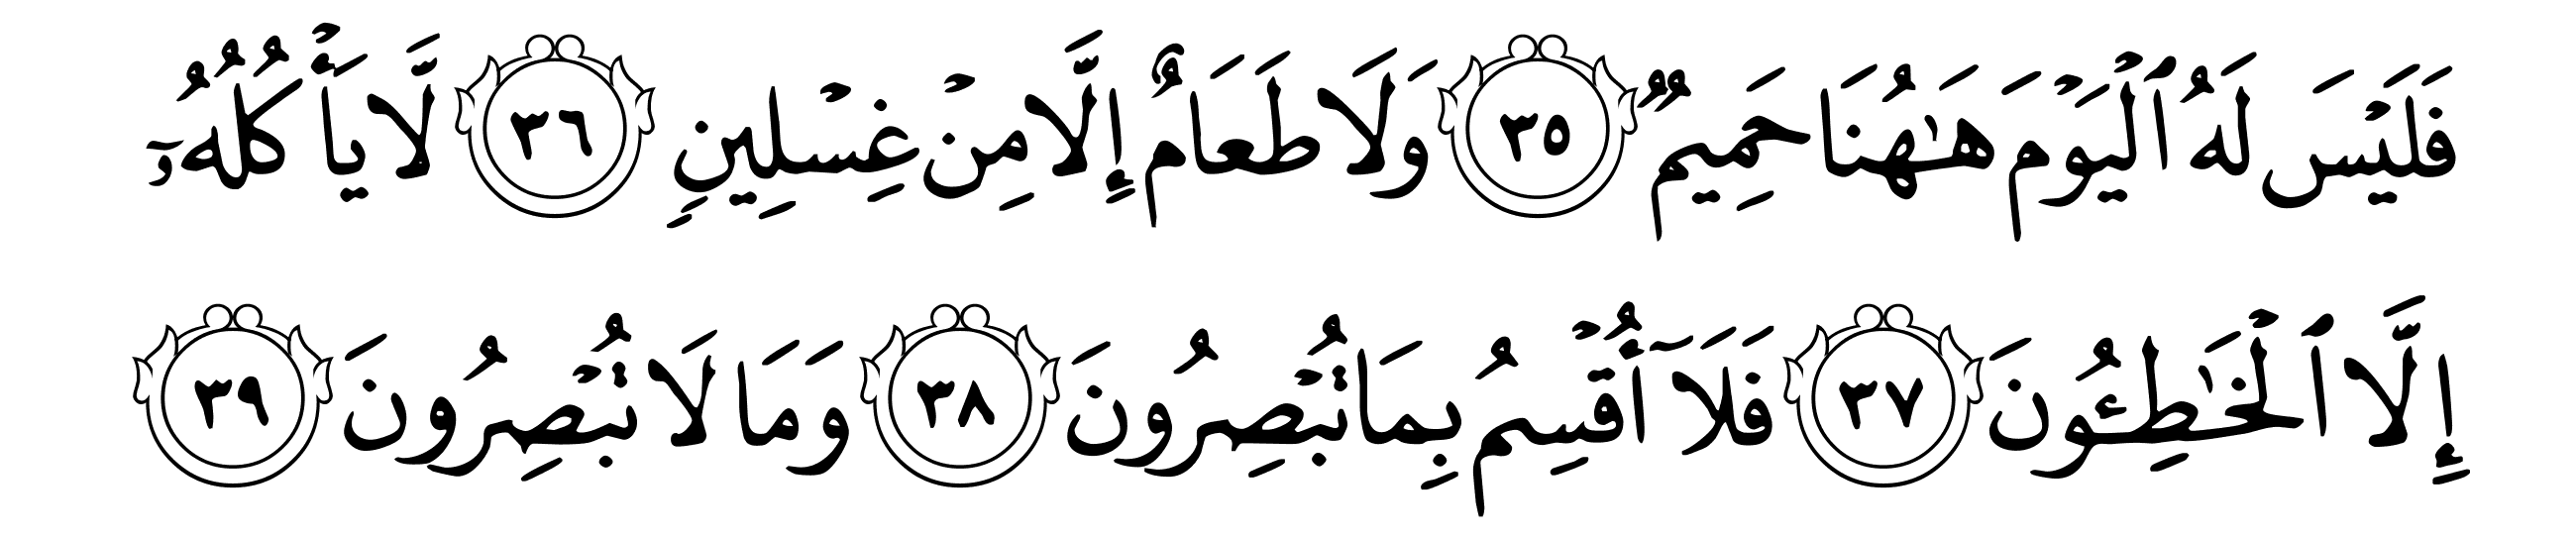 فَلَيْسَ لَهُ ٱلْيَوْمَ هَـٰهُنَا حَمِيمٌ ٣٥ وَلَا طَعَامٌ إِلَّا مِنْ غِسْلِينٍ ٣٦ لَّا يَأْكُلُهُۥٓ
إِلَّا ٱلْخَـٰطِـُٔونَ ٣٧ فَلَآ أُقْسِمُ بِمَا تُبْصِرُونَ ٣٨ وَمَا لَا تُبْصِرُونَ ٣٩